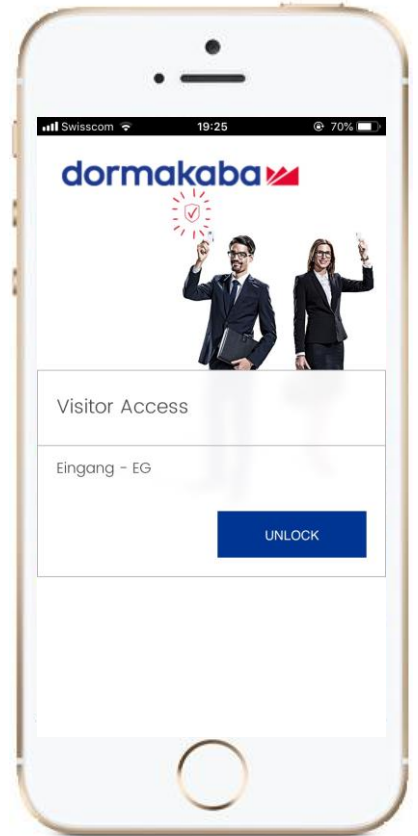 Swisscom 19:25 70%
dormakaba
Visitor Access
Eingang - EG
UNLOCK